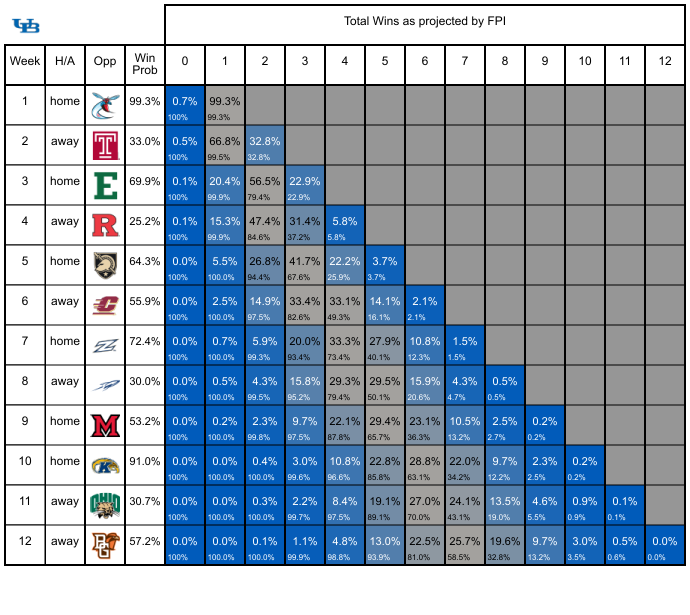 UB
Total Wins as projected by FPI
Week H/A Opp Win Prob 0 1 2 3 4 5 6 7 8 9 10 11 12
1 home 99.3% 0.7% 99.3%
100% 99.3%
2 away T 33.0% 0.5% 66.8% 32.8%
100% 99.5% 32.8%
3 home E 69.9% 0.1% 20.4% 56.5% 22.9%
100% 99.9% 79.4% 22.9%
4 away R 25.2% 0.1% 15.3% 47.4% 31.4% 5.8%
100% 99.9% 84.6% 37.2% 5.8%
5 home 64.3% 0.0% 5.5% 26.8% 41.7% 22.2% 3.7%
100% 100.0% 94.4% 67.6% 25.9% 3.7%
6 away C 55.9% 0.0% 2.5% 14.9% 33.4% 33.1% 14.1% 2.1%
100% 100.0% 97.5% 82.6% 49.3% 16.1% 2.1%
7 home Z 72.4% 0.0% 0.7% 5.9% 20.0% 33.3% 27.9% 10.8% 1.5%
100% 100.0% 99.3% 93.4% 73.4% 40.1% 12.3% 1.5%
8 away 30.0% 0.0% 0.5% 4.3% 15.8% 29.3% 29.5% 15.9% 4.3% 0.5%
100% 100.0% 99.5% 95.2% 79.4% 50.1% 20.6% 4.7% 0.5%
9 home M 53.2% 0.0% 0.2% 2.3% 9.7% 22.1% 29.4% 23.1% 10.5% 2.5% 0.2%
100% 100.0% 99.8% 97.5% 87.8% 65.7% 36.3% 13.2% 2.7% 0.2%
10 home K 91.0% 0.0% 0.0% 0.4% 3.0% 10.8% 22.8% 28.8% 22.0% 9.7% 2.3% 0.2%
100% 100.0% 100.0% 99.6% 96.6% 85.8% 63.1% 34.2% 12.2% 2.5% 0.2%
11 away OHIO 30.7% 0.0% 0.0% 0.3% 2.2% 8.4% 19.1% 27.0% 24.1% 13.5% 4.6% 0.9% 0.1%
100% 100.0% 100.0% 99.7% 97.5% 89.1% 70.0% 43.1% 19.0% 5.5% 0.9% 0.1%
12 away BG 57.2% 0.0% 0.0% 0.1% 1.1% 4.8% 13.0% 22.5% 25.7% 19.6% 9.7% 3.0% 0.5% 0.0%
100% 100.0% 100.0% 99.9% 98.8% 93.9% 81.0% 58.5% 32.8% 13.2% 3.5% 0.6% 0.0%